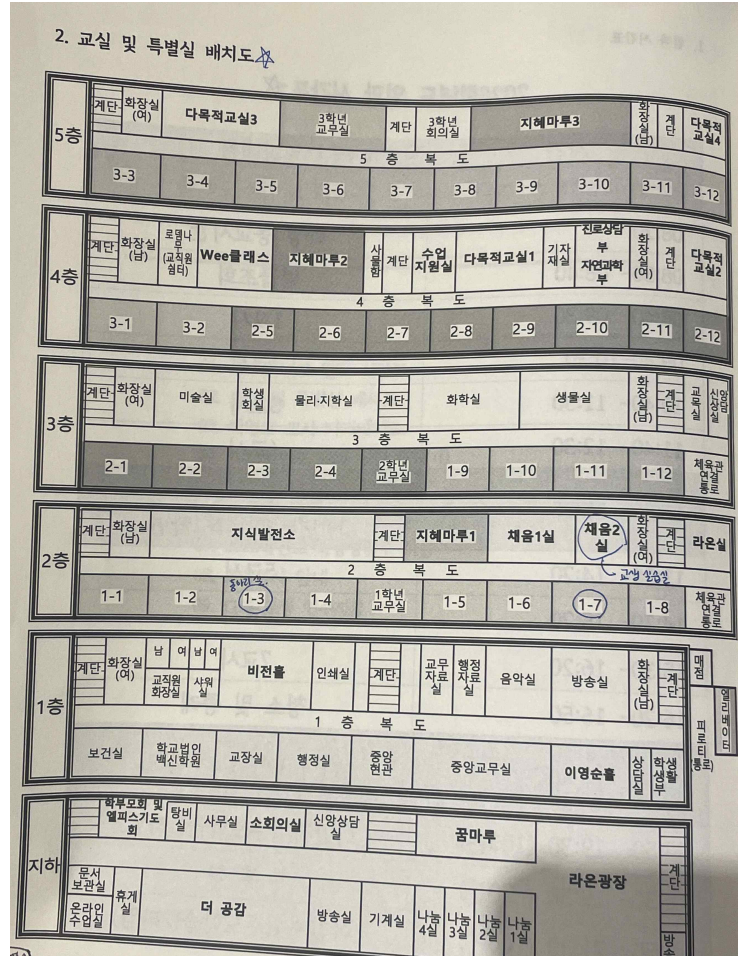 2. 교실 및 특별실 배치도☆
5층
계단
화장실
(여)
다목적교실3
3학년
교무실
계단
3학년
회의실
지혜마루3
화장실(남)
계단
다목적
교실4
5 층 복 도
3-3
3-4
3-5
3-6
3-7
3-8
3-9
3-10
3-11
3-12
4층
계단
화장실
(남)
로뎀나
무
(교직원
쉼터)
Wee클래스
지혜마루2
사물함
계단
수업
지원실
다목적교실1
기자
재실
진로상담
부
자연과학
부
화장실(여)
계단
다목적
교실2
4 층 복 도
3-1
3-2
2-5
2-6
2-7
2-8
2-9
2-10
2-11
2-12
3층
계단
화장실
(여)
미술실
학생
회실
물리·지학실
계단
화학실
생물실
화장실(남)
계단
교목실
신앙상담실
3 층 복 도
2-1
2-2
2-3
2-4
2학년
교무실
1-9
1-10
1-11
1-12
체육관
연결
통로
2층
계단
화장실
(남)
지식발전소
계단
지혜마루1
채움1실
채움2
실
화장실(여)
계단
라온실
교생 실습실
2 층 복 도
동아리실.
1-1
1-2
1-3
1-4
1학년
교무실
1-5
1-6
1-7
1-8
체육관
연결
통로
1층
계단
화장실
(여)
남
여
남
여
교직원
화장실
샤워
실
비전홀
인쇄실
계단
교무
자료
실
행정
자료
실
음악실
방송실
화장실(남)
계단
매점
엘리베이터
피로티(통로)
1 층 복 도
보건실
학교법인
백신학원
교장실
행정실
중앙
현관
중앙교무실
이영순홀
상담실
학생
생활
부
지하
학부모회 및
엘피스기도
회
탕비
실
사무실
소회의실
신앙상담
실
꿈마루
라온광장
계단
문서
보관실
온라인
수업실
휴게
실
더 공감
방송실
기계실
나눔
4실
나눔
3실
나눔
2실
나눔
1실
방송